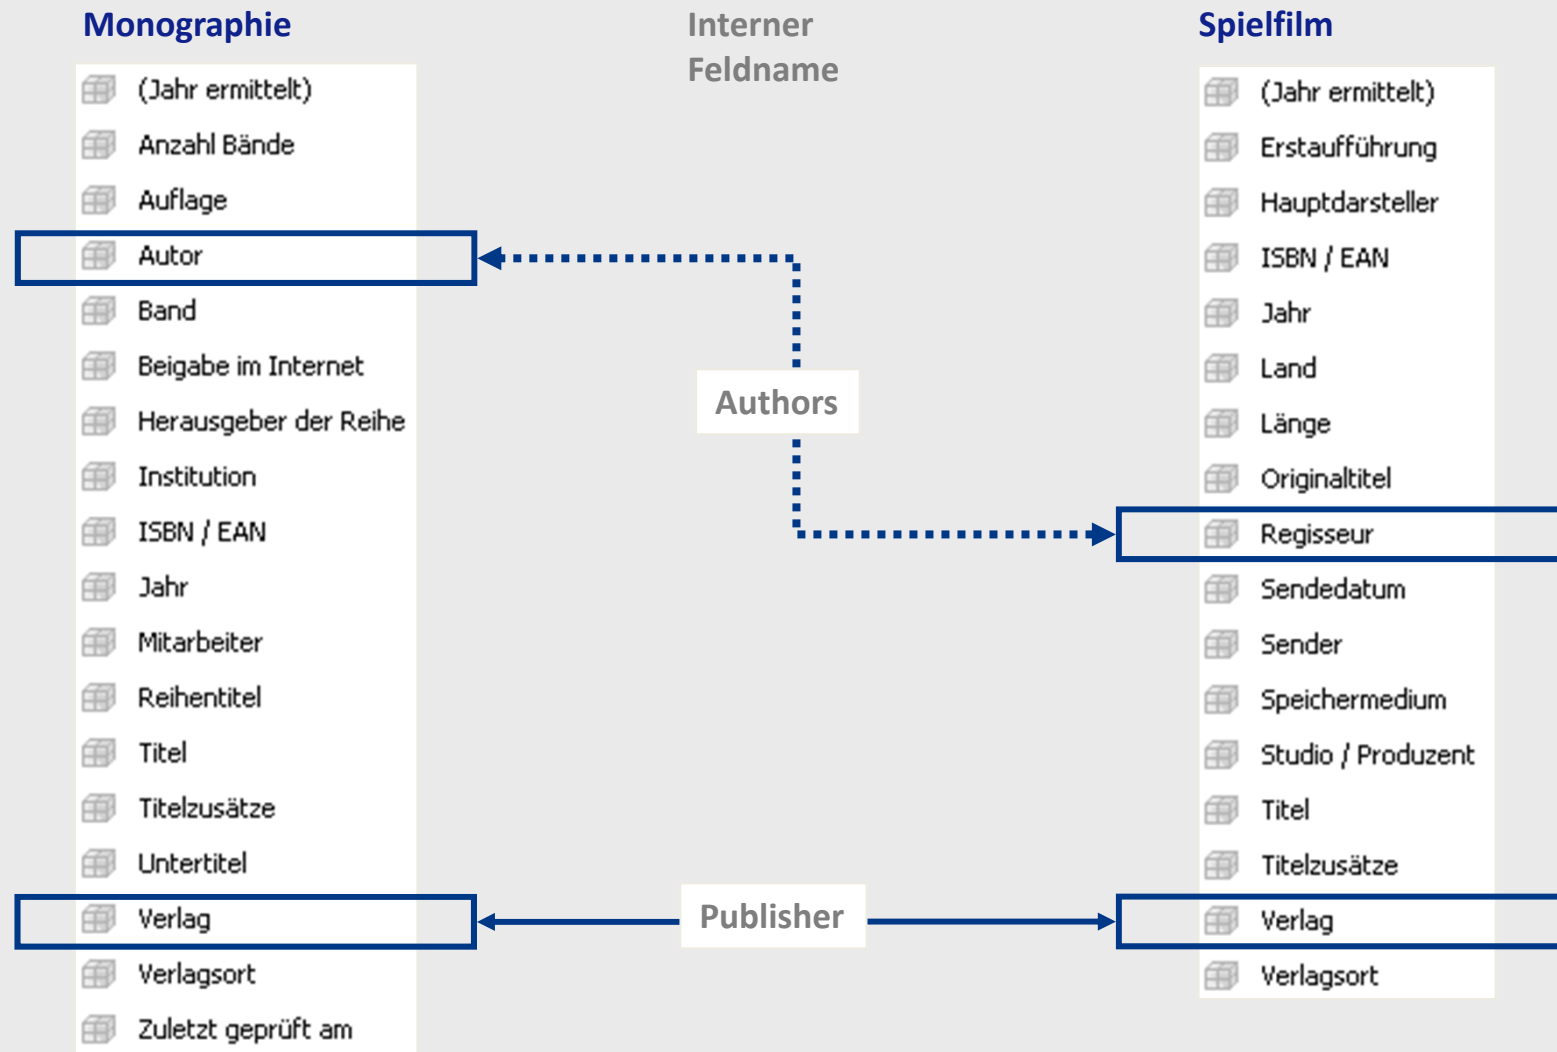 Monographie
(Jahr ermittelt)
Anzahl Bände
Auflage
Autor
Band
Beigabe im Internet
Herausgeber der Reihe
Institution
ISBN / EAN
Jahr
Mitarbeiter
Reihentitel
Titel
Titelzusätze
Untertitel
Verlag
Verlagsort
Zuletzt geprüft am
Interner
Feldname
Authors
Publisher
Spielfilm
(Jahr ermittelt)
Erstaufführung
Hauptdarsteller
ISBN / EAN
Jahr
Land
Länge
Originaltitel
Regisseur
Sendedatum
Sender
Speichermedium
Studio / Produzent
Titel
Titelzusätze
Verlag
Verlagsort